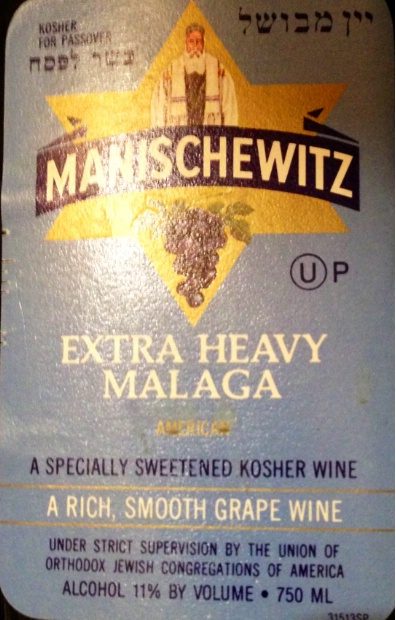 KOSHER
FOR PASSOVER
כשר לפסח
יין מבושל
MANISCHEWITZ
Ⓤ P
EXTRA HEAVY
MALAGA
AMERICAN
A SPECIALLY SWEETENED KOSHER WINE
A RICH, SMOOTH GRAPE WINE
UNDER STRICT SUPERVISION BY THE UNION OF
ORTHODOX JEWISH CONGREGATIONS OF AMERICA
ALCOHOL 11% BY VOLUME • 750 ML
31513SP